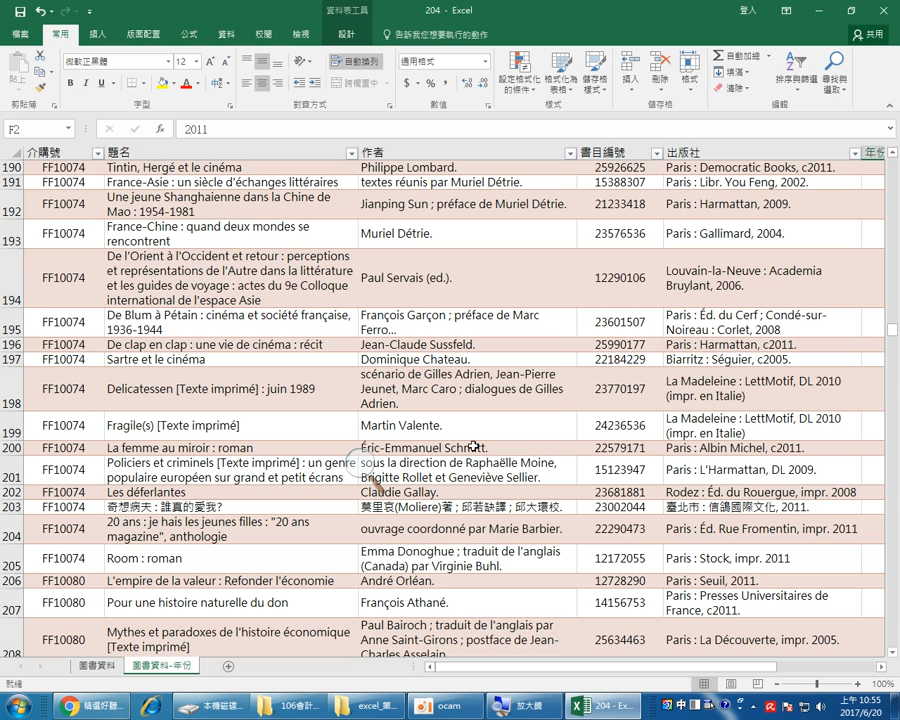 資料表工具
204 - Excel
登入
檔案
常用
插入
版面配置
公式
資料
校閱
檢視
設計
告訴我您想要執行的動作
共用
貼上
微軟正黑體
12
B I U
自動換列
跨欄置中
通用格式
$ % ,
設定格式化的條件
格式化為表格
儲存格樣式
插入
刪除
格式
自動加總
填滿
清除
排序與篩選
尋找與選取
剪貼簿
字型
對齊方式
數值
樣式
儲存格
編輯
F2
fx
2011
介購號 題名 作者 書目編號 出版社 年份
190 FF10074 Tintin, Hergé et le cinéma Philippe Lombard. 25926625 Paris : Democratic Books, c2011.
191 FF10074 France-Asie : un siècle d'échanges littéraires textes réunis par Muriel Détrie. 15388307 Paris : Libr. You Feng, 2002.
192 FF10074 Une jeune Shanghaienne dans la Chine de
Mao : 1954-1981 Jianping Sun ; préface de Muriel Détrie. 21233418 Paris : Harmattan, 2009.
193 FF10074 France-Chine : quand deux mondes se
rencontrent Muriel Détrie. 23576536 Paris : Gallimard, 2004.
194 FF10074 De l'Orient à l'Occident et retour : perceptions
et représentations de l'Autre dans la littérature
et les guides de voyage : actes du 9e Colloque
international de l'espace Asie Paul Servais (ed.). 12290106 Louvain-la-Neuve : Academia
Bruylant, 2006.
195 FF10074 De Blum à Pétain : cinéma et société française,
1936-1944 François Garçon ; préface de Marc
Ferro... 23601507 Paris : Éd. du Cerf ; Condé-sur-
Noireau : Corlet, 2008
196 FF10074 De clap en clap : une vie de cinéma : récit Jean-Claude Sussfeld. 25990177 Paris : Harmattan, c2011.
197 FF10074 Sartre et le cinéma Dominique Chateau. 22184229 Biarritz : Séguier, c2005.
198 FF10074 Delicatessen [Texte imprimé] : juin 1989 scénario de Gilles Adrien, Jean-Pierre
Jeunet, Marc Caro ; dialogues de Gilles
Adrien. 23770197 La Madeleine : LettMotif, DL 2010
(impr. en Italie)
199 FF10074 Fragile(s) [Texte imprimé] Martin Valente. 24236536 La Madeleine : LettMotif, DL 2010
(impr. en Italie)
200 FF10074 La femme au miroir : roman Éric-Emmanuel Schmitt. 22579171 Paris : Albin Michel, c2011.
201 FF10074 Policiers et criminels [Texte imprimé] : un genre
populaire européen sur grand et petit écrans sous la direction de Raphaëlle Moine,
Brigitte Rollet et Geneviève Sellier. 15123947 Paris : L'Harmattan, DL 2009.
202 FF10074 Les déferlantes Claudie Gallay. 23681881 Rodez : Éd. du Rouergue, impr. 2008
203 FF10074 奇想病夫 : 誰真的愛我? 莫里哀(Moliere)著 ; 邱若缺譯 ; 邱大環校. 23002044 臺北市 : 信鴿國際文化, 2011.
204 FF10074 20 ans : je hais les jeunes filles : "20 ans
magazine", anthologie ouvrage coordonné par Marie Barbier. 22290473 Paris : Éd. Rue Fromentin, impr. 2011
205 FF10074 Room : roman Emma Donoghue ; traduit de l'anglais
(Canada) par Virginie Buhl. 12172055 Paris : Stock, impr. 2011
206 FF10080 L'empire de la valeur : Refonder l'économie André Orléan. 12728290 Paris : Seuil, 2011.
207 FF10080 Pour une histoire naturelle du don François Athané. 14156753 Paris : Presses Universitaires de
France, c2011.
208 FF10080 Mythes et paradoxes de l'histoire économique
[Texte imprimé] Paul Bairoch ; traduit de l'anglais par
Anne Saint-Girons ; postface de Jean-
Charles Asselain. 25634463 Paris : La Découverte, impr. 2005.
圖書資料
圖書資料-年份
就緒
100%
精選好聽...
本機磁碟...
106會計...
excel_第...
ocam
放大鏡
204 - Ex...
中
上午 10:55
2017/6/20